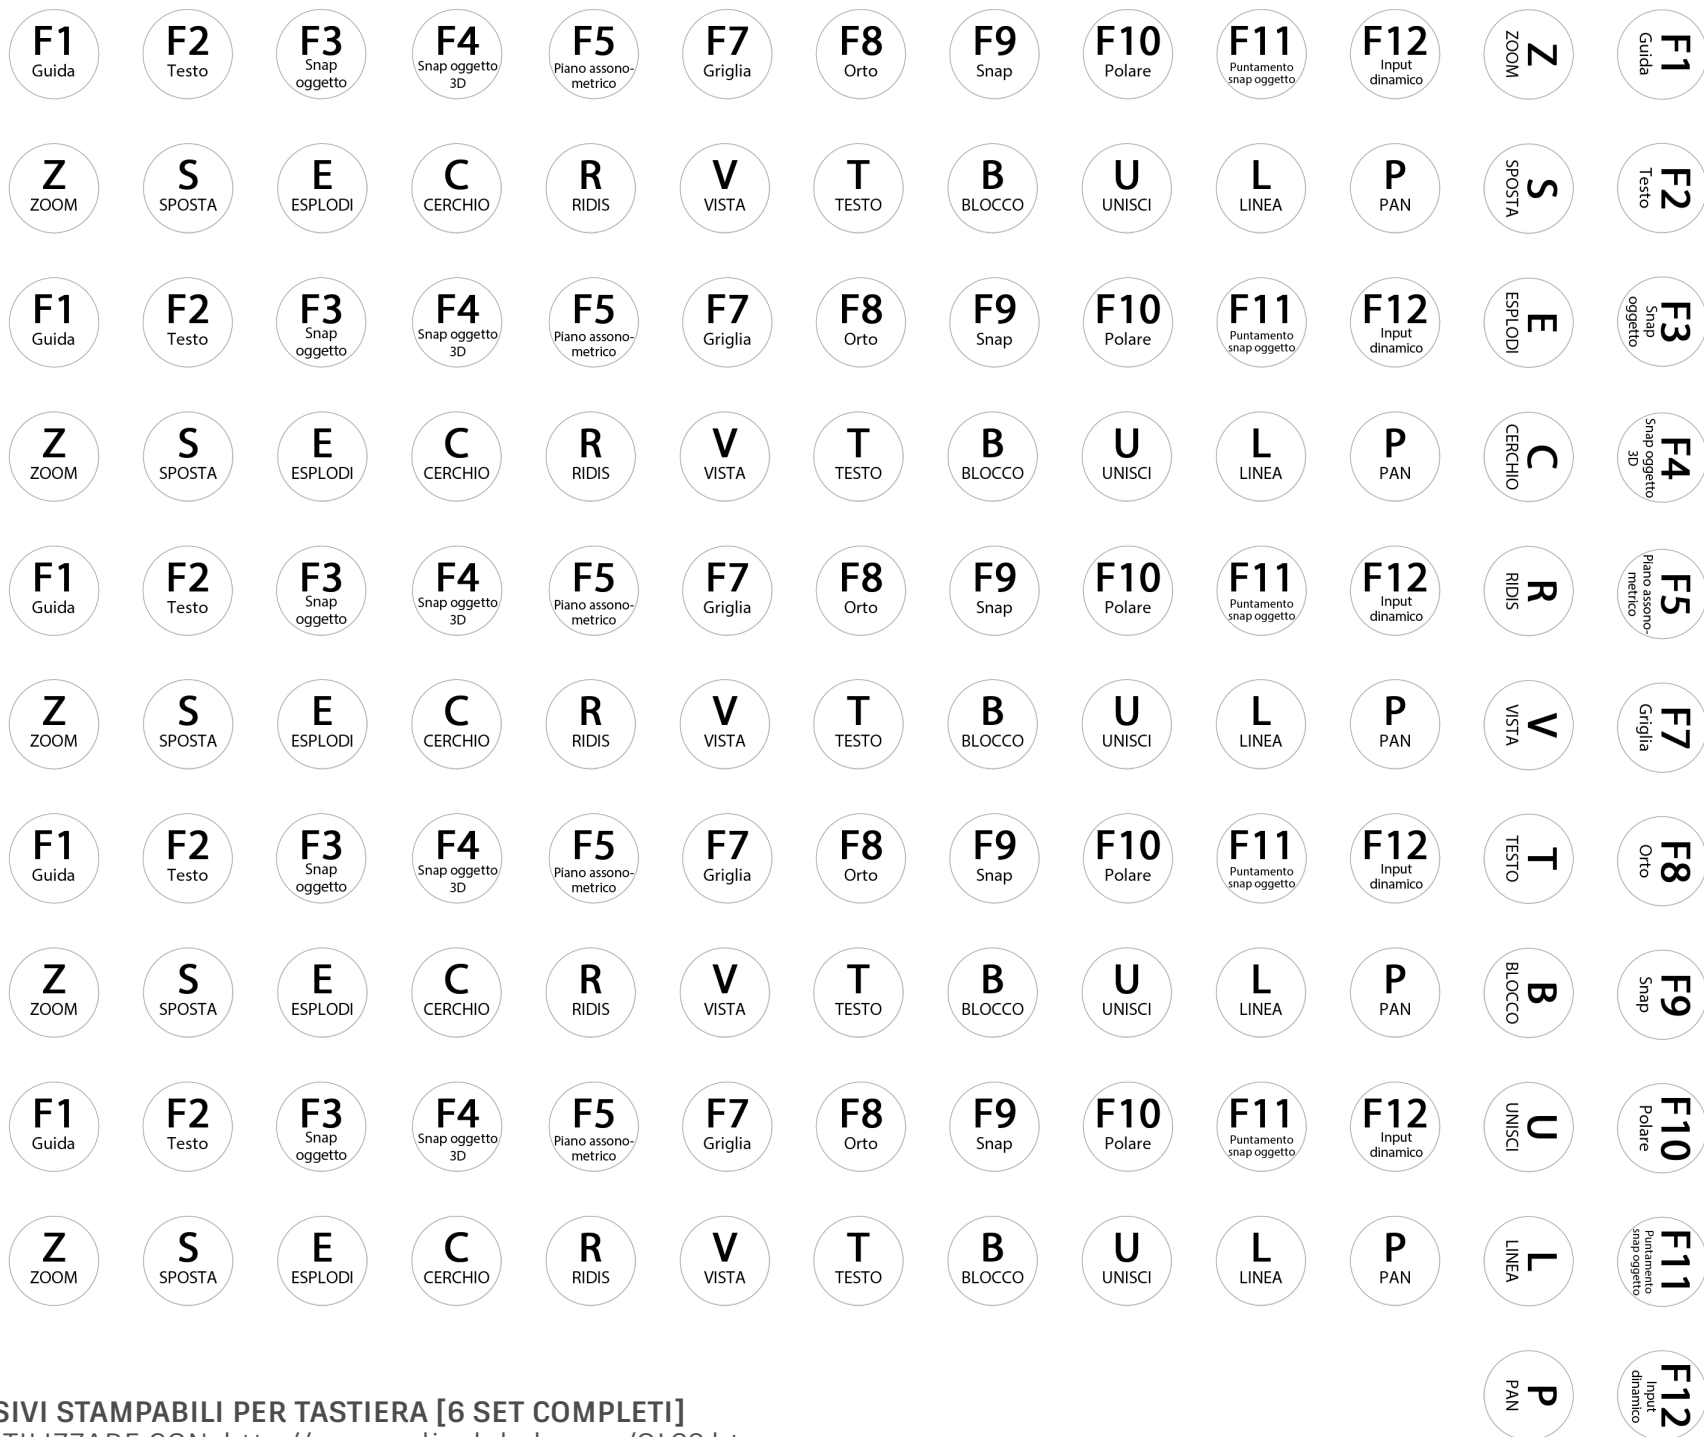 F1 F2 F3 F4 F5 F7 F8 F9 F10 F11 F12
Guida Testo Snap oggetto Snap oggetto 3D Piano assono-metrico Griglia Orto Snap Polare Puntamento snap oggetto Input dinamico
Z S E C R V T B U L P
ZOOM SPOSTA ESPLODI CERCHIO RIDIS VISTA TESTO BLOCCO UNISCI LINEA PAN
F1 F2 F3 F4 F5 F7 F8 F9 F10 F11 F12
Guida Testo Snap oggetto Snap oggetto 3D Piano assono-metrico Griglia Orto Snap Polare Puntamento snap oggetto Input dinamico
Z S E C R V T B U L P
ZOOM SPOSTA ESPLODI CERCHIO RIDIS VISTA TESTO BLOCCO UNISCI LINEA PAN
F1 F2 F3 F4 F5 F7 F8 F9 F10 F11 F12
Guida Testo Snap oggetto Snap oggetto 3D Piano assono-metrico Griglia Orto Snap Polare Puntamento snap oggetto Input dinamico
Z S E C R V T B U L P
ZOOM SPOSTA ESPLODI CERCHIO RIDIS VISTA TESTO BLOCCO UNISCI LINEA PAN
F1 F2 F3 F4 F5 F7 F8 F9 F10 F11 F12
Guida Testo Snap oggetto Snap oggetto 3D Piano assono-metrico Griglia Orto Snap Polare Puntamento snap oggetto Input dinamico
Z S E C R V T B U L P
ZOOM SPOSTA ESPLODI CERCHIO RIDIS VISTA TESTO BLOCCO UNISCI LINEA PAN
F1 F2 F3 F4 F5 F7 F8 F9 F10 F11 F12
Guida Testo Snap oggetto Snap oggetto 3D Piano assono-metrico Griglia Orto Snap Polare Puntamento snap oggetto Input dinamico
Z S E C R V T B U L P
ZOOM SPOSTA ESPLODI CERCHIO RIDIS VISTA TESTO BLOCCO UNISCI LINEA PAN
F1 F2 F3 F4 F5 F7 F8 F9 F10 F11 F12
Guida Testo Snap oggetto Snap oggetto 3D Piano assono-metrico Griglia Orto Snap Polare Puntamento snap oggetto Input dinamico
Z S E C R V T B U L P
ZOOM SPOSTA ESPLODI CERCHIO RIDIS VISTA TESTO BLOCCO UNISCI LINEA PAN
SIVI STAMPABILI PER TASTIERA [6 SET COMPLETI]